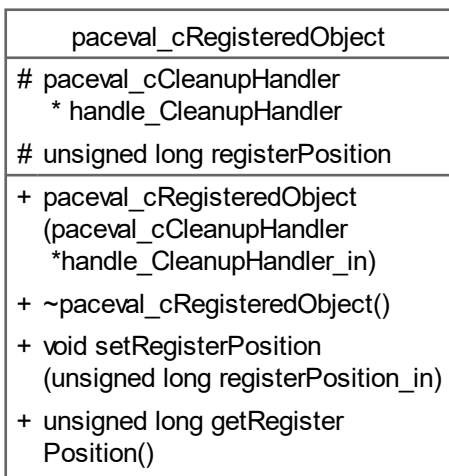 paceval_cRegisteredObject
# paceval_cCleanupHandler
* handle_CleanupHandler
# unsigned long registerPosition
+ paceval_cRegisteredObject
(paceval_cCleanupHandler
*handle_CleanupHandler_in)
+ ~paceval_cRegisteredObject()
+ void setRegisterPosition
(unsigned long registerPosition_in)
+ unsigned long getRegister
Position()